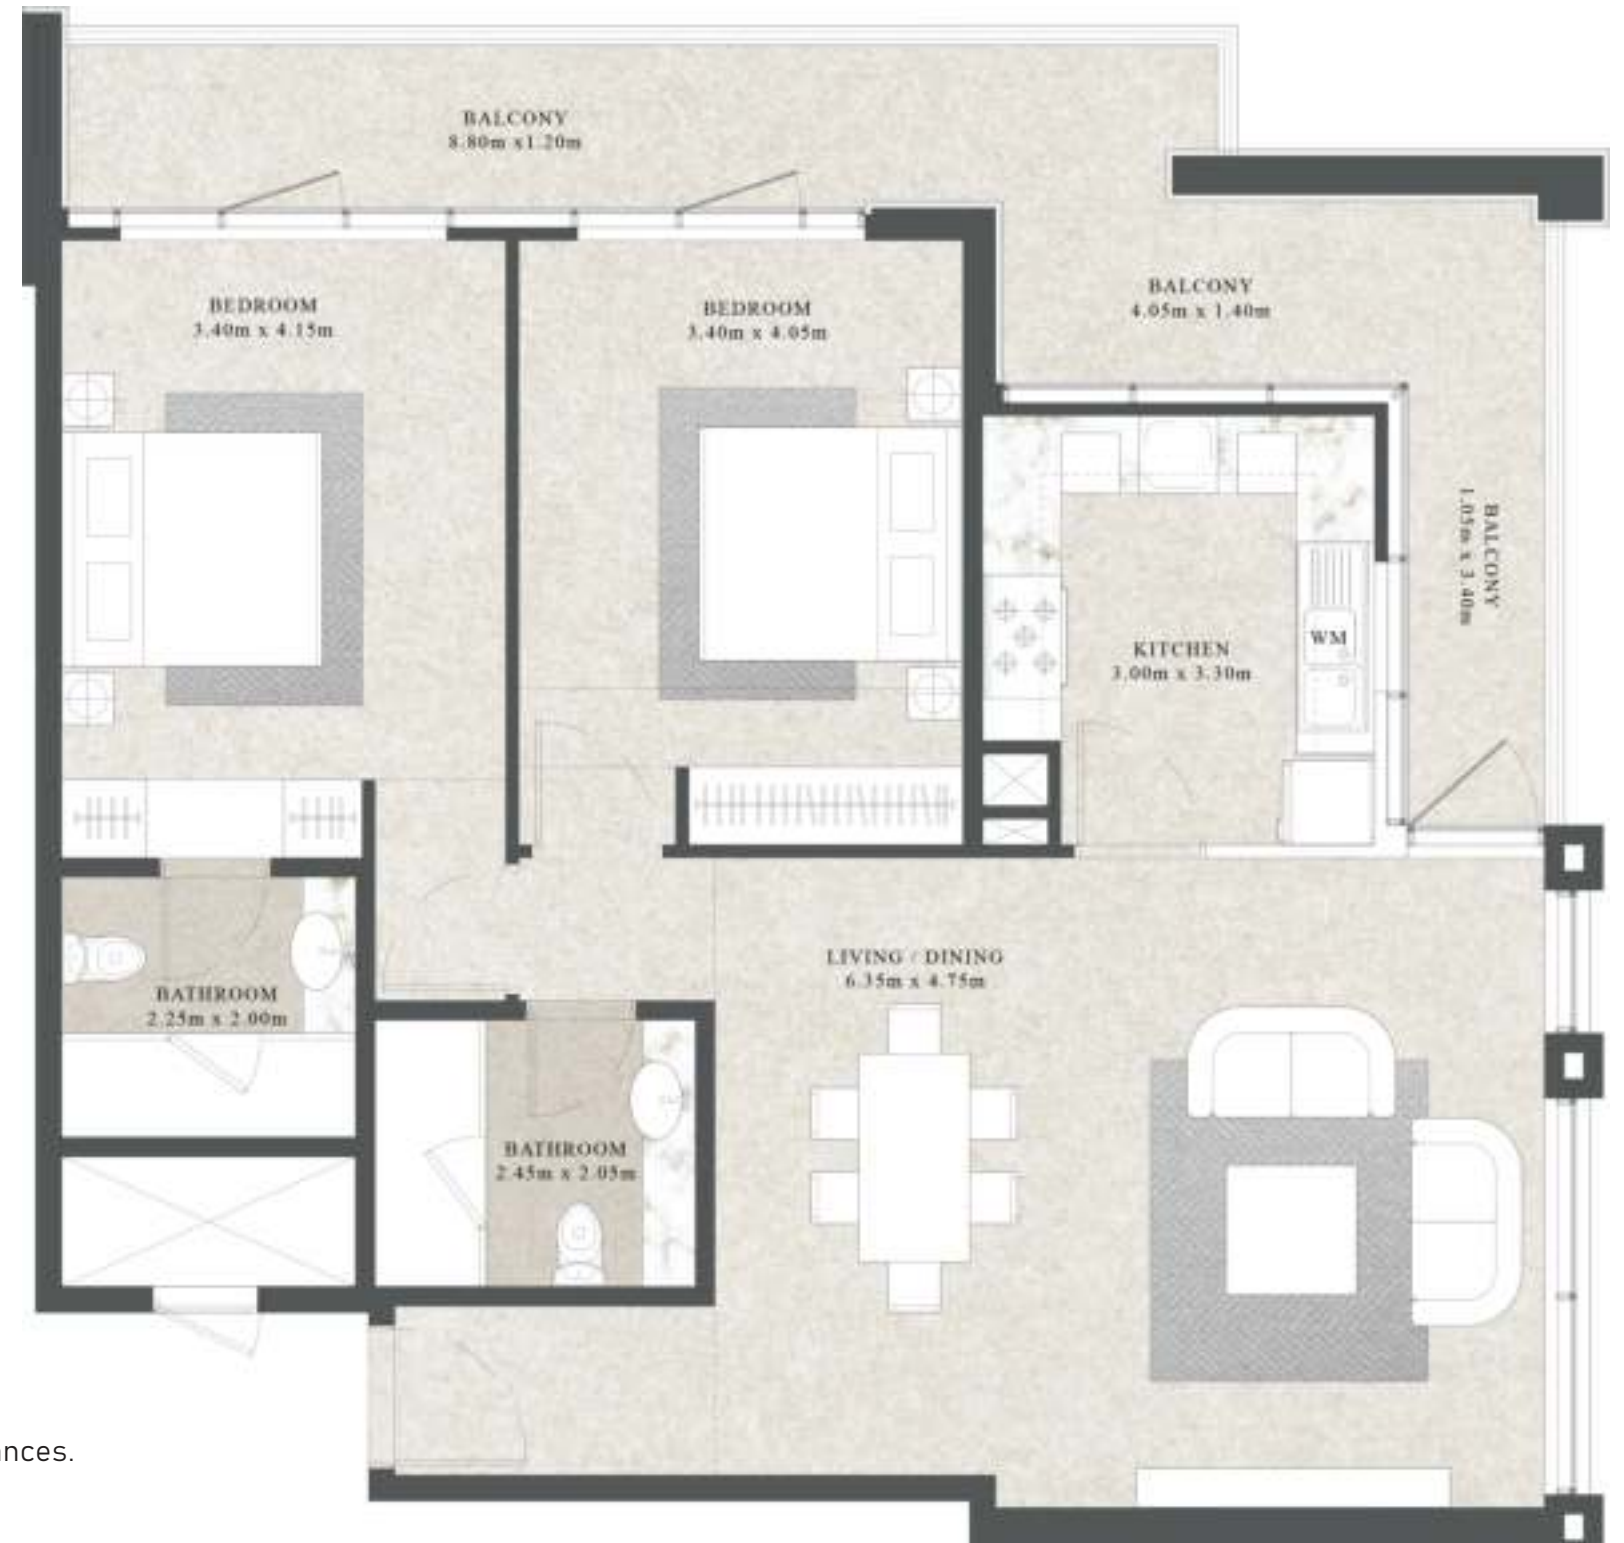 BALCONY
8.80m x1.20m
BEDROOM
3.40m x 4.15m
BEDROOM
3.40m x 4.05m
BALCONY
4.05m x 1.40m
BALCONY
1.05m x 3.40m
KITCHEN
3.00m x 3.30m
WM
LIVING / DINING
6.35m x 4.75m
BATHROOM
2.25m x 2.00m
BATHROOM
2.45m x 2.05m
nces.